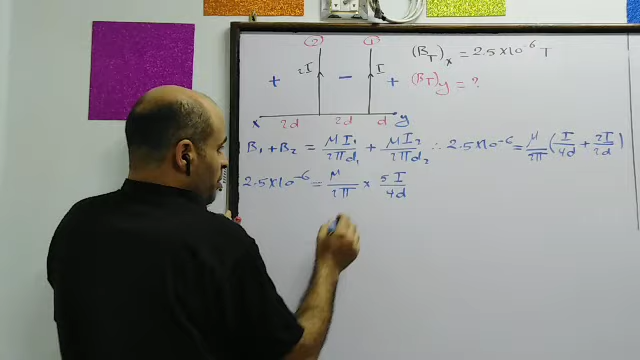 (2) (1)
2I I
+ − +
x 2d 2d d y
(B_T)_x = 2.5×10⁻⁶ T
(B_T)_y = ?
B₁ + B₂ = μI₁/2πd₁ + μI₂/2πd₂ ∴ 2.5×10⁻⁶ = μ/2π (I/4d + 2I/2d)
2.5×10⁻⁶ = μ/2π × 5I/4d